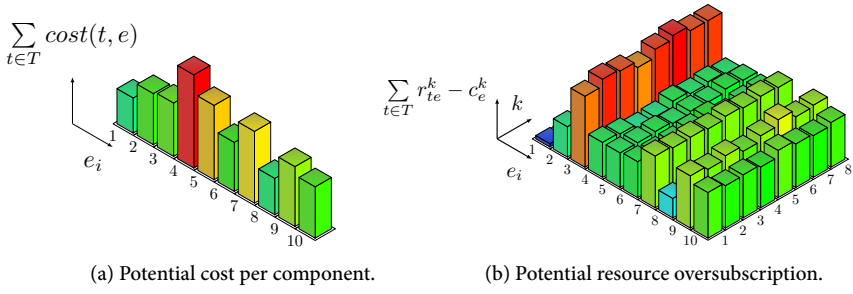 ∑ cost(t, e)
t∈T
e_i
1 2 3 4 5 6 7 8 9 10
(a) Potential cost per component.
∑ r^k_{te} − c^k_e
t∈T
k
e_i
1 2 3 4 5 6 7 8 9 10
1 2 3 4 5 6 7 8
(b) Potential resource oversubscription.